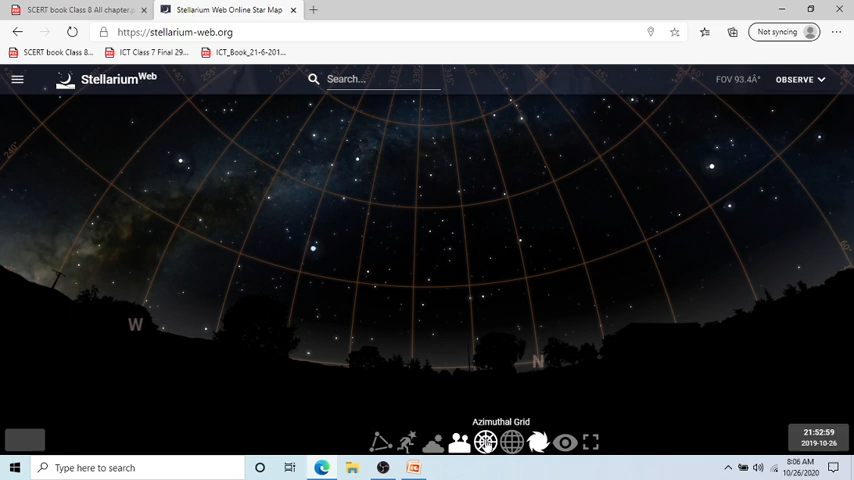 SCERT book Class 8 All chapter.p
Stellarium Web Online Star Map
https://stellarium-web.org
Not syncing
SCERT book Class 8...
ICT Class 7 Final 29...
ICT_Book_21-6-201...
Stellarium Web
Search...
FOV 93.4Â°
OBSERVE
240°
W
N
Azimuthal Grid
21:52:59
2019-10-26
Type here to search
8:06 AM
10/26/2020